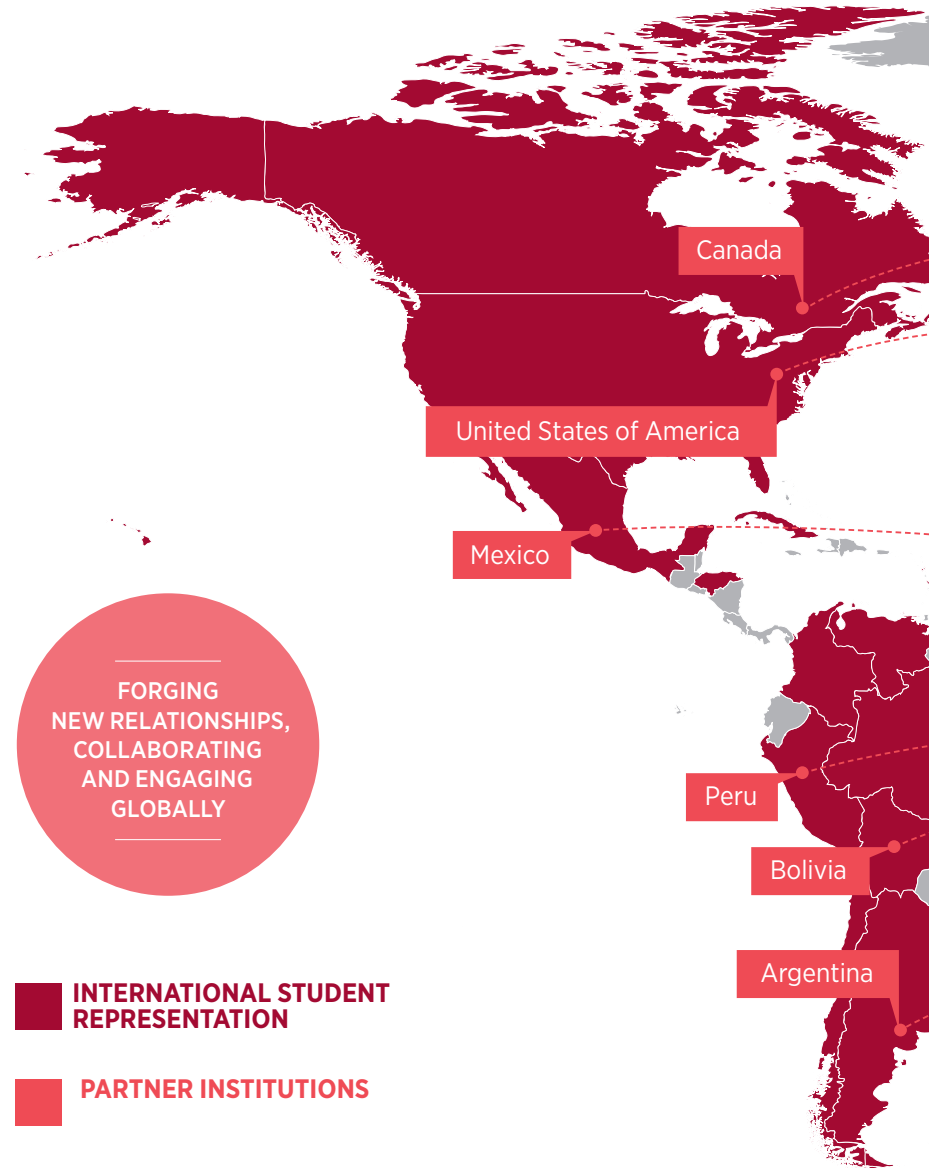 Canada
United States of America
Mexico
FORGING
NEW RELATIONSHIPS,
COLLABORATING
AND ENGAGING
GLOBALLY
Peru
Bolivia
Argentina
INTERNATIONAL STUDENT
REPRESENTATION
PARTNER INSTITUTIONS